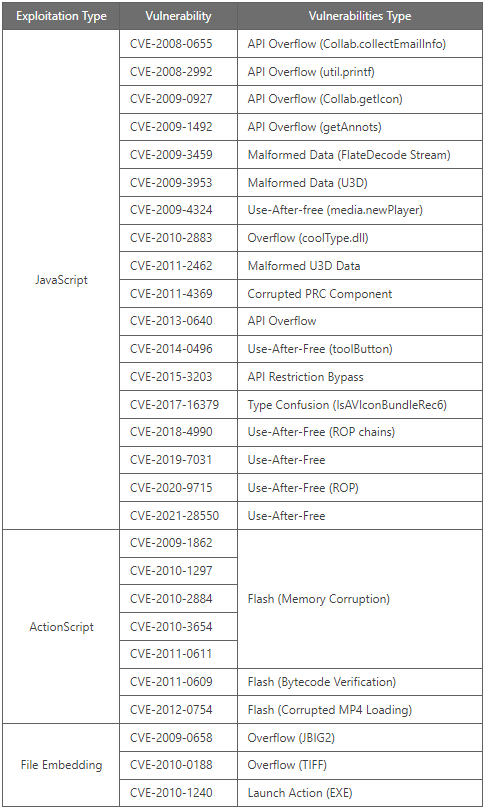 Exploitation Type Vulnerability Vulnerabilities Type
CVE-2008-0655 API Overflow (Collab.collectEmailInfo)
CVE-2008-2992 API Overflow (util.printf)
CVE-2009-0927 API Overflow (Collab.getIcon)
CVE-2009-1492 API Overflow (getAnnots)
CVE-2009-3459 Malformed Data (FlateDecode Stream)
CVE-2009-3953 Malformed Data (U3D)
CVE-2009-4324 Use-After-free (media.newPlayer)
CVE-2010-2883 Overflow (coolType.dll)
CVE-2011-2462 Malformed U3D Data
JavaScript
CVE-2011-4369 Corrupted PRC Component
CVE-2013-0640 API Overflow
CVE-2014-0496 Use-After-Free (toolButton)
CVE-2015-3203 API Restriction Bypass
CVE-2017-16379 Type Confusion (IsAVIconBundleRec6)
CVE-2018-4990 Use-After-Free (ROP chains)
CVE-2019-7031 Use-After-Free
CVE-2020-9715 Use-After-Free (ROP)
CVE-2021-28550 Use-After-Free
CVE-2009-1862
CVE-2010-1297
CVE-2010-2884 Flash (Memory Corruption)
ActionScript CVE-2010-3654
CVE-2011-0611
CVE-2011-0609 Flash (Bytecode Verification)
CVE-2012-0754 Flash (Corrupted MP4 Loading)
CVE-2009-0658 Overflow (JBIG2)
File Embedding CVE-2010-0188 Overflow (TIFF)
CVE-2010-1240 Launch Action (EXE)